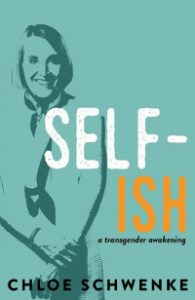 SELF-
ISH
a transgender awakening
CHLOE SCHWENKE